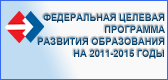 ФЕДЕРАЛЬНАЯ ЦЕЛЕВАЯ
ПРОГРАММА
РАЗВИТИЯ ОБРАЗОВАНИЯ
НА 2011-2015 ГОДЫ